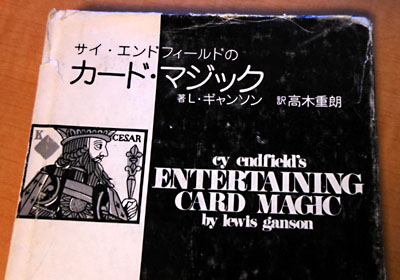 サイ・エンドフィールドの
カード・マジック
著 L・ギャンソン 訳 高木重朗
K
CESAR
cy endfield's
ENTERTAINING
CARD MAGIC
by lewis ganson